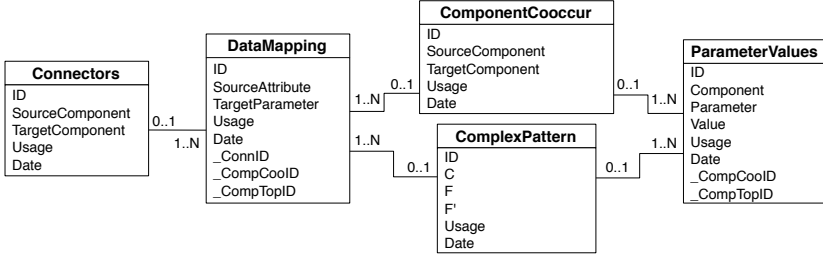 Connectors
ID
SourceComponent
TargetComponent
Usage
Date
0..1
1..N
DataMapping
ID
SourceAttribute
TargetParameter
Usage
Date
_ConnID
_CompCooID
_CompTopID
1..N
0..1
1..N
0..1
ComponentCooccur
ID
SourceComponent
TargetComponent
Usage
Date
ComplexPattern
ID
C
F
F'
Usage
Date
0..1
1..N
0..1
1..N
ParameterValues
ID
Component
Parameter
Value
Usage
Date
_CompCooID
_CompTopID